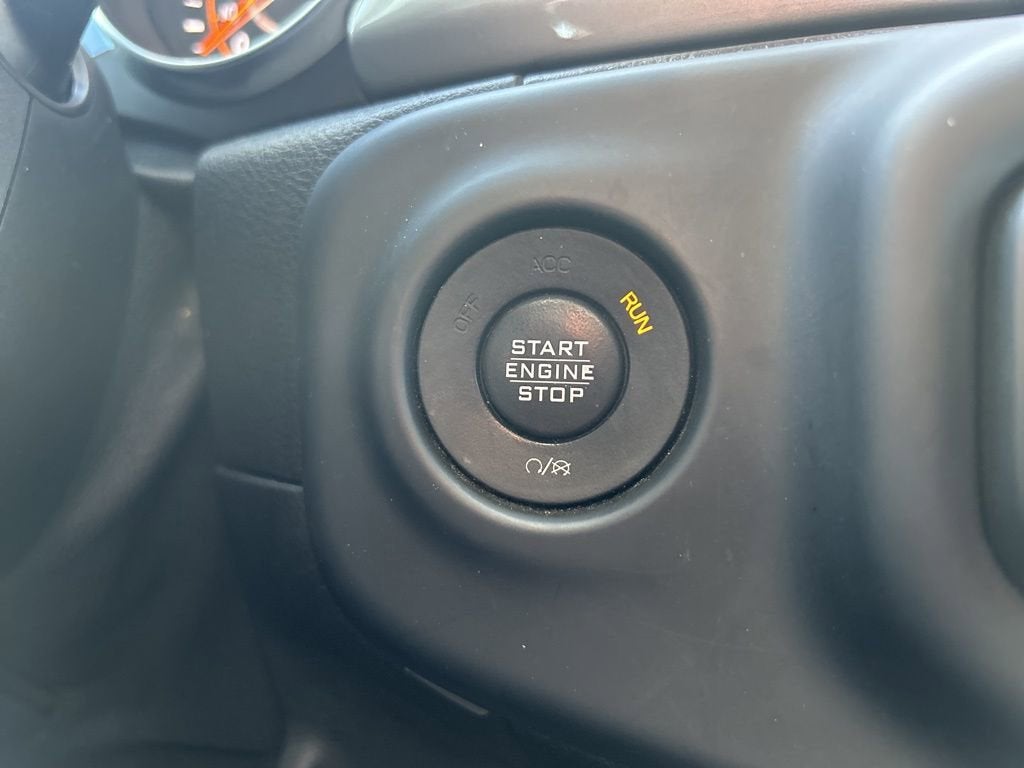 ACC
OFF
RUN
START
ENGINE
STOP